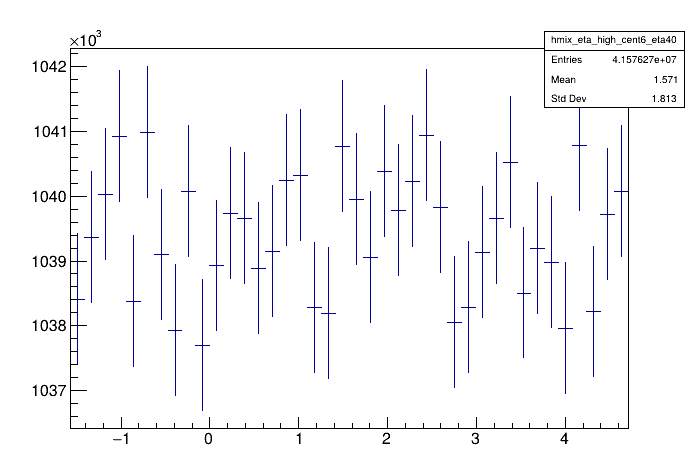 ×10³
hmix_eta_high_cent6_eta40
Entries 4.157627e+07
Mean 1.571
Std Dev 1.813
1042
1041
1040
1039
1038
1037
−1 0 1 2 3 4